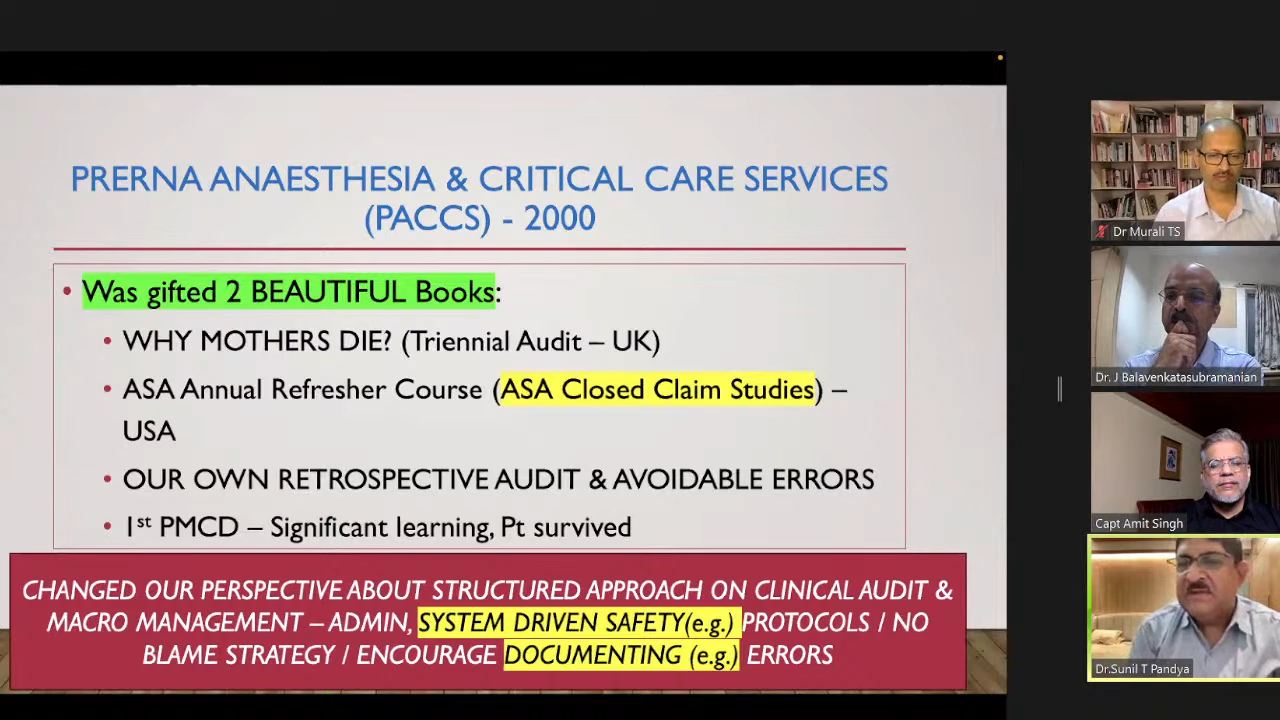 PRERNA ANAESTHESIA & CRITICAL CARE SERVICES
(PACCS) - 2000
• Was gifted 2 BEAUTIFUL Books:
• WHY MOTHERS DIE? (Triennial Audit – UK)
• ASA Annual Refresher Course (ASA Closed Claim Studies) –
USA
• OUR OWN RETROSPECTIVE AUDIT & AVOIDABLE ERRORS
• 1st PMCD – Significant learning, Pt survived
CHANGED OUR PERSPECTIVE ABOUT STRUCTURED APPROACH ON CLINICAL AUDIT &
MACRO MANAGEMENT – ADMIN, SYSTEM DRIVEN SAFETY(e.g.) PROTOCOLS / NO
BLAME STRATEGY / ENCOURAGE DOCUMENTING (e.g.) ERRORS
Dr Murali TS
Dr. J Balavenkatasubramanian
Capt Amit Singh
Dr.Sunil T Pandya